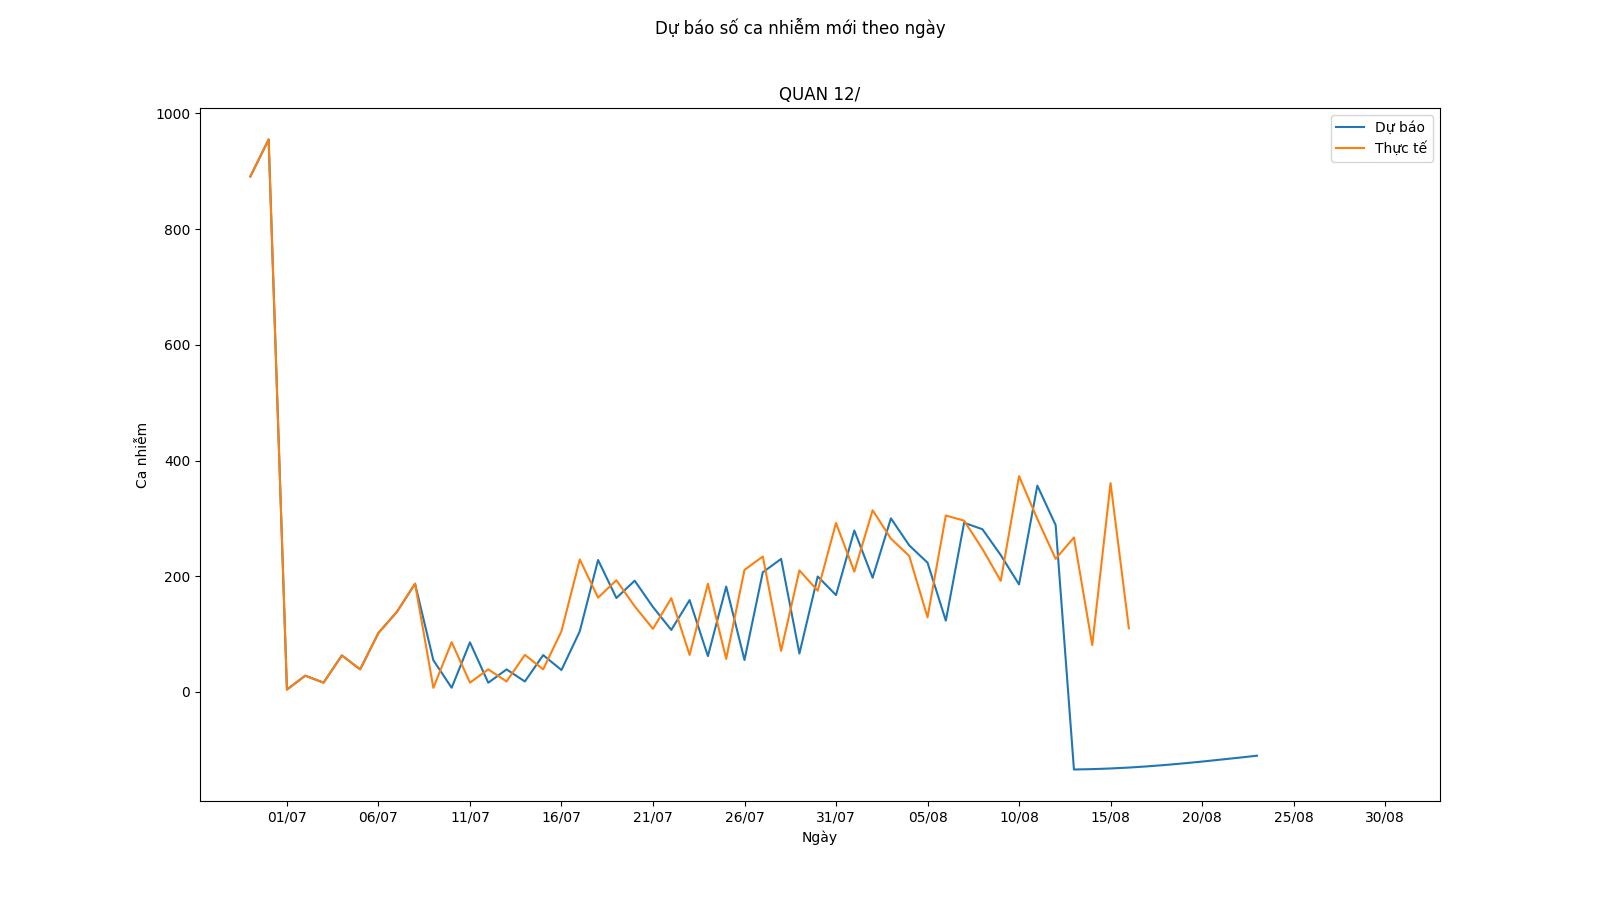 Dự báo số ca nhiễm mới theo ngày
QUAN 12/
Dự báo
Thực tế
1000
800
600
400
200
0
Ca nhiễm
01/07 06/07 11/07 16/07 21/07 26/07 31/07 05/08 10/08 15/08 20/08 25/08 30/08
Ngày